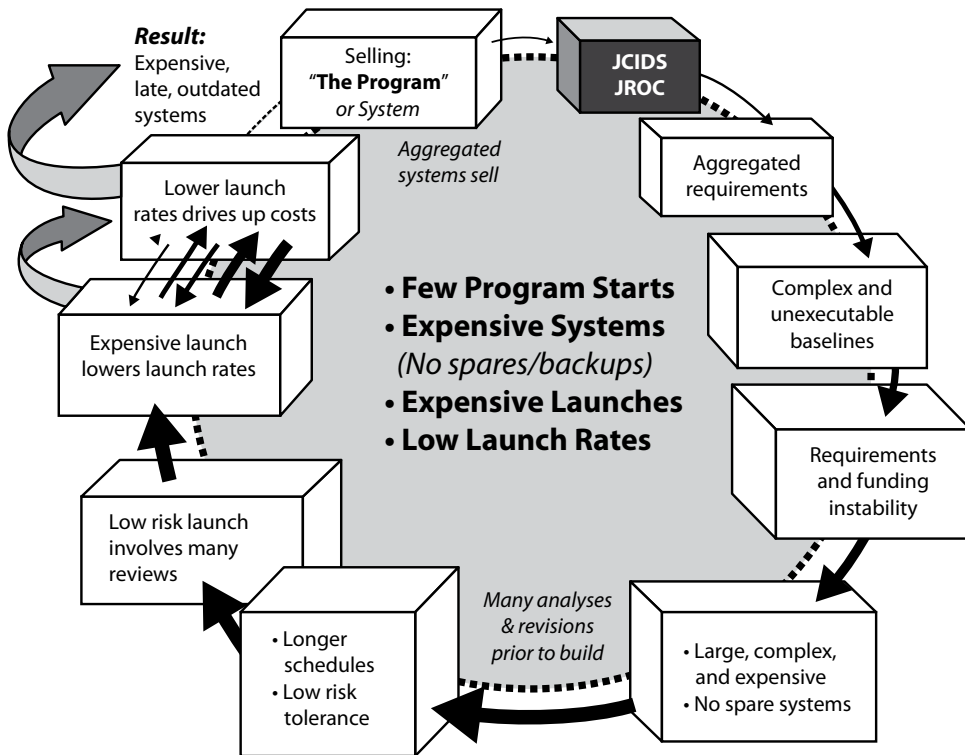 Result:
Expensive,
late, outdated
systems
Selling:
“The Program”
or System
JCIDS
JROC
Aggregated
systems sell
Aggregated
requirements
Complex and
unexecutable
baselines
Requirements
and funding
instability
• Large, complex,
and expensive
• No spare systems
Many analyses
& revisions
prior to build
• Longer
schedules
• Low risk
tolerance
Low risk launch
involves many
reviews
Expensive launch
lowers launch rates
Lower launch
rates drives up costs
• Few Program Starts
• Expensive Systems
(No spares/backups)
• Expensive Launches
• Low Launch Rates